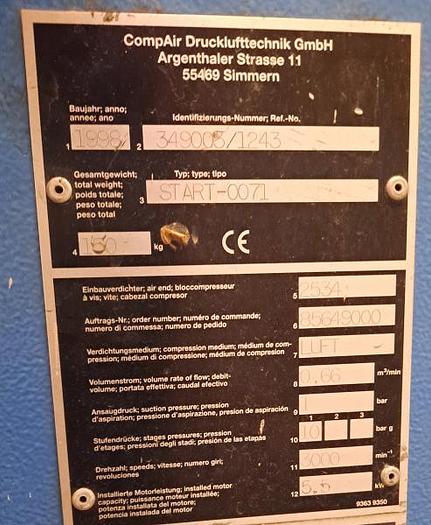 CompAir Drucklufttechnik GmbH
Argenthaler Strasse 11
55469 Simmern
Baujahr; anno;
annee; ano
Identifizierungs-Nummer; Ref.-No.
1 1998 2 349003/1243
Gesamtgewicht;
total weight;
poids totale;
peso totale;
peso total
Typ; type; tipo
3 START-0071
4 kg CE
Einbauverdichter; air end; bloccompresseur
à vis; vite; cabezal compresor
5 2534
Auftrags-Nr.; order number; numéro de commande;
numero di commessa; numero de pedido
6 85649000
Verdichtungsmedium; compression medium; médium de com-
pression; médium di compressione; médium de compresion
7 LUFT
Volumenstrom; volume rate of flow; debit-
volume; portata effettiva; caudal efectivo
8 0.66 m³/min
Ansaugdruck; suction pressure; pression
d'aspiration; pressione d'aspirazione, presion de aspiración
9 bar
Stufendrücke; stages pressures; pression
d'etages; pressioni degli stadi; presión de las etapas
1 2 3
10 10 bar g
Drehzahl; speeds; vitesse; numero giri;
revoluciones
11 3000 min⁻¹
Installierte Motorleistung; installed motor
capacity; puissance moteur installée;
potenza installata del motore
potencia instalada del motor
12 5.5 kW
9363 9350